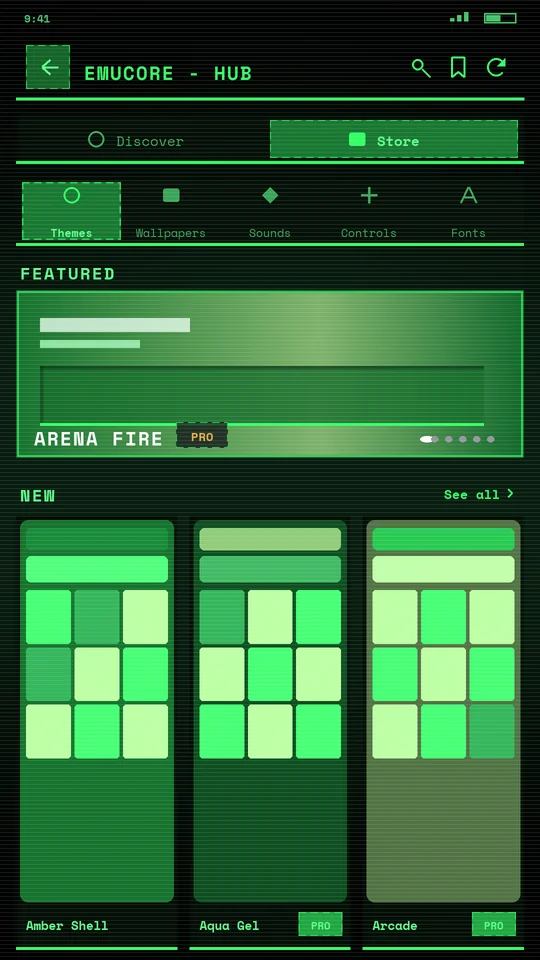 9:41
EMUCORE - HUB
Discover
Store
Themes
Wallpapers
Sounds
Controls
Fonts
FEATURED
ARENA FIRE
PRO
NEW
See all
Amber Shell
Aqua Gel
PRO
Arcade
PRO